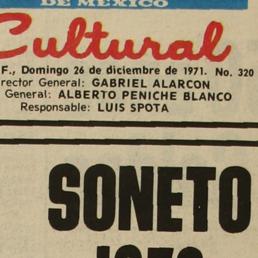 DE MEXICO
Cultural
F., Domingo 26 de diciembre de 1971. No. 320
rector General: GABRIEL ALARCON
General: ALBERTO PENICHE BLANCO
Responsable: LUIS SPOTA
SONETO